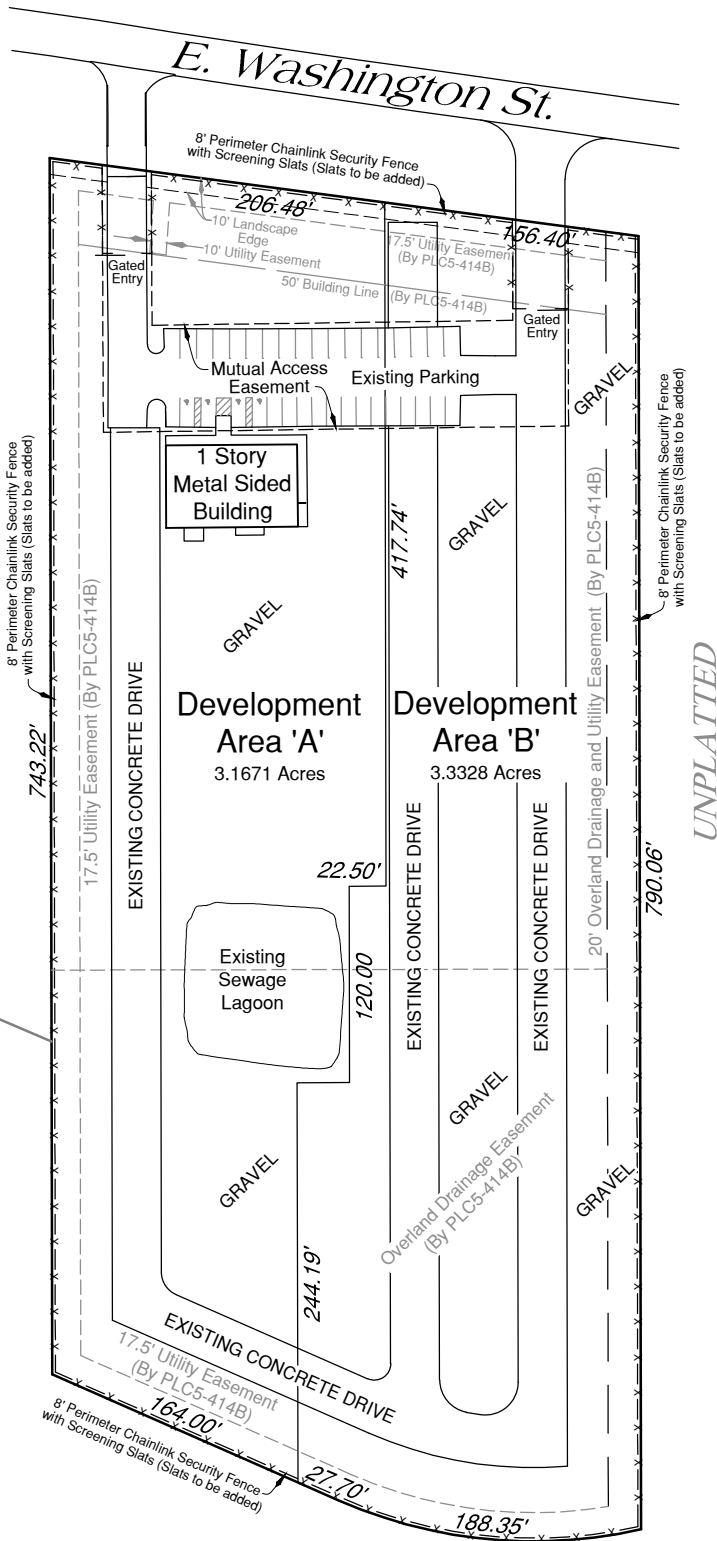 E. Washington St.
8' Perimeter Chainlink Security Fence
with Screening Slats (Slats to be added)
206.48'
156.40'
10' Landscape
Edge
10' Utility Easement
17.5' Utility Easement
(By PLC5-414B)
50' Building Line (By PLC5-414B)
Gated
Entry
Gated
Entry
Mutual Access
Easement
Existing Parking
GRAVEL
1 Story
Metal Sided
Building
8' Perimeter Chainlink Security Fence
with Screening Slats (Slats to be added)
8' Perimeter Chainlink Security Fence
with Screening Slats (Slats to be added)
417.74'
GRAVEL
GRAVEL
17.5' Utility Easement (By PLC5-414B)
20' Overland Drainage and Utility Easement (By PLC5-414B)
UNPLATTED
743.22'
EXISTING CONCRETE DRIVE
Development
Area 'A'
3.1671 Acres
Development
Area 'B'
3.3328 Acres
790.06'
22.50'
EXISTING CONCRETE DRIVE
EXISTING CONCRETE DRIVE
Existing
Sewage
Lagoon
120.00
GRAVEL
GRAVEL
GRAVEL
Overland Drainage Easement
(By PLC5-414B)
244.19'
EXISTING CONCRETE DRIVE
17.5' Utility Easement
(By PLC5-414B)
164.00'
8' Perimeter Chainlink Security Fence
with Screening Slats (Slats to be added)
27.70'
188.35'